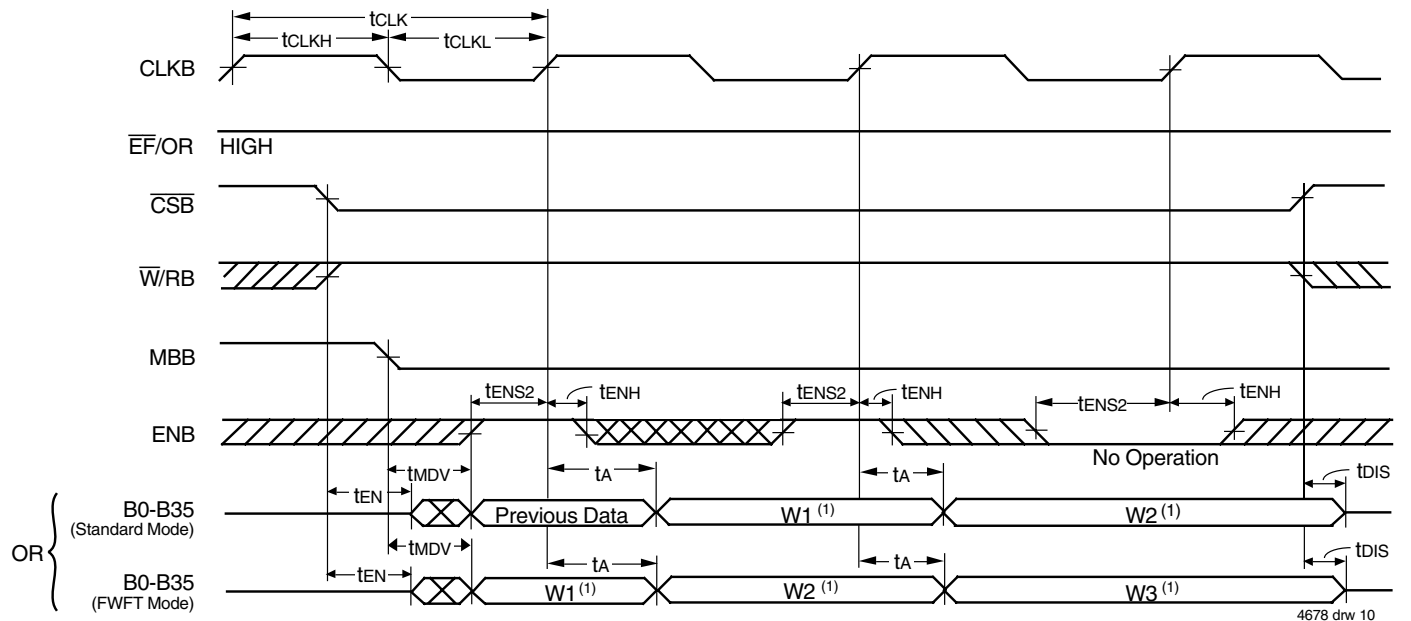 tCLK
tCLKH tCLKL
CLKB
EF/OR HIGH
CSB
W/RB
MBB
tENS2 tENH tENS2 tENH tENS2 tENH
ENB
No Operation
tMDV tA tA tDIS
tEN
B0-B35 Previous Data W1 (1) W2 (1)
(Standard Mode)
OR
tMDV tDIS
tEN tA tA
B0-B35 W1 (1) W2 (1) W3 (1)
(FWFT Mode)
4678 drw 10